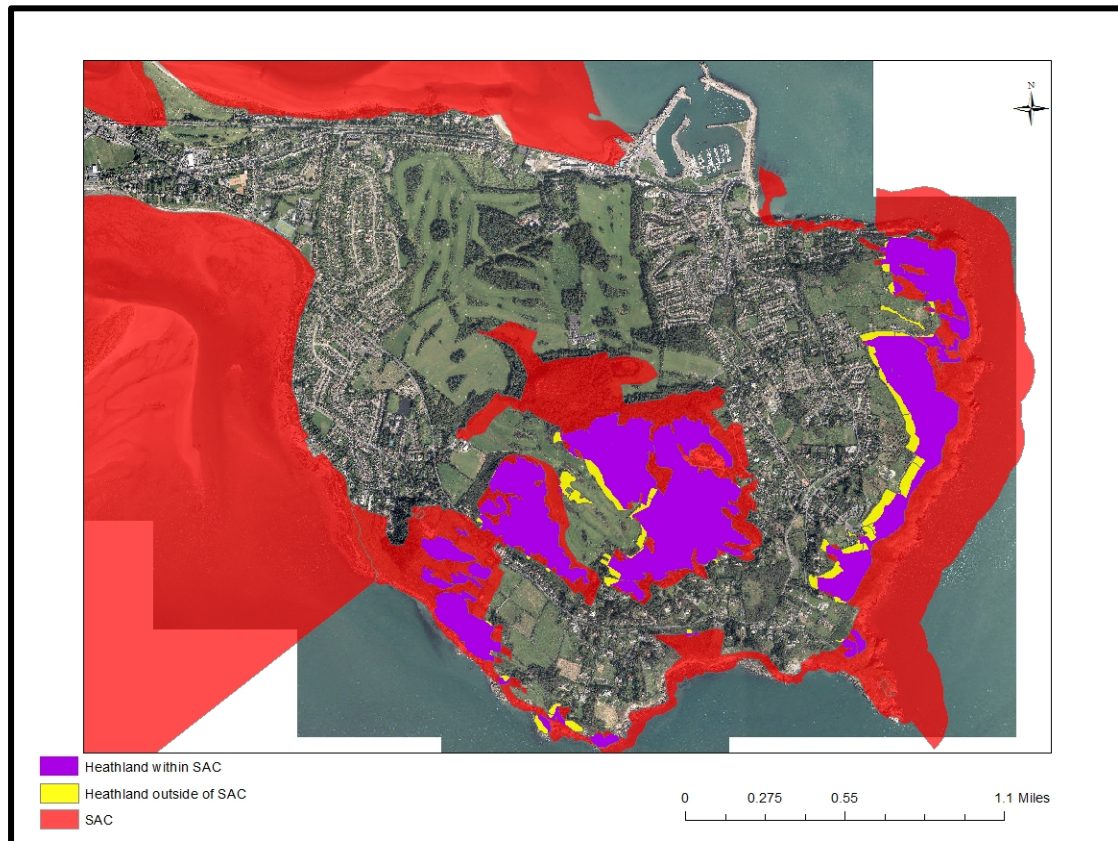 N
Heathland within SAC
Heathland outside of SAC
SAC
0 0.275 0.55 1.1 Miles